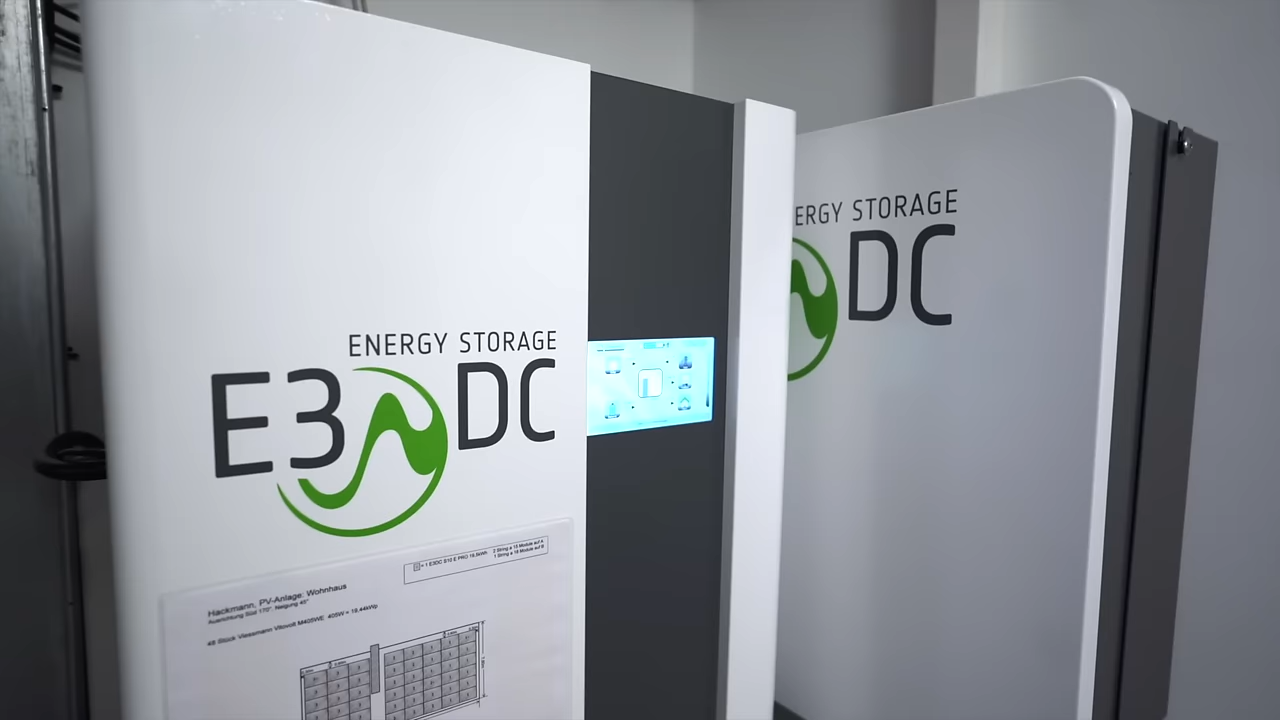 ENERGY STORAGE
E3 DC
ERGY STORAGE
DC
= 1 E3DC S10 E PRO 19,5kWh
2 String a 15 Module auf A
1 String a 18 Module auf B
Hackmann, PV-Anlage: Wohnhaus
Ausrichtung Süd 170°, Neigung 45°
48 Stück Viessmann Vitovolt M405WE 405W = 19,44kWp